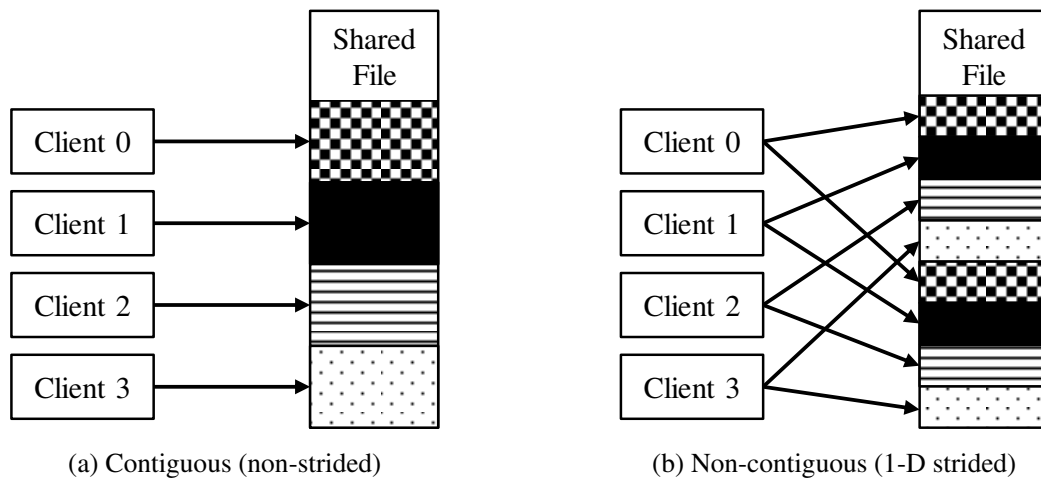 Shared
File
Client 0
Client 1
Client 2
Client 3
(a) Contiguous (non-strided)
Shared
File
Client 0
Client 1
Client 2
Client 3
(b) Non-contiguous (1-D strided)